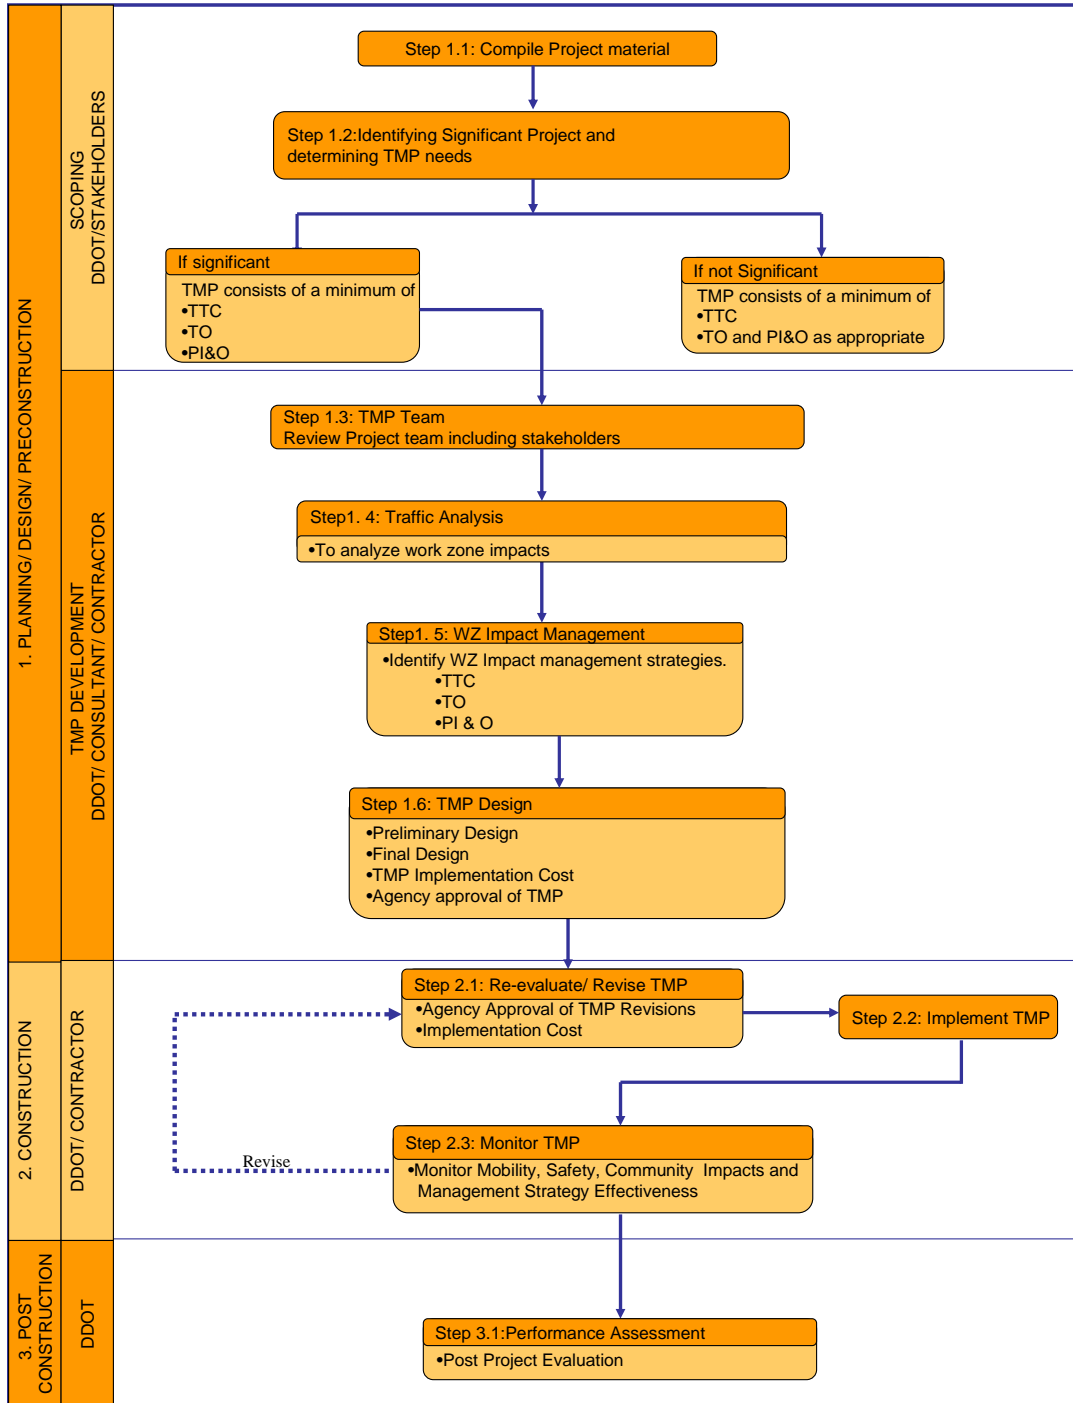 1. PLANNING/ DESIGN/ PRECONSTRUCTION
SCOPING
DDOT/STAKEHOLDERS
Step 1.1: Compile Project material
Step 1.2:Identifying Significant Project and
determining TMP needs
If significant
TMP consists of a minimum of
•TTC
•TO
•PI&O
If not Significant
TMP consists of a minimum of
•TTC
•TO and PI&O as appropriate
TMP DEVELOPMENT
DDOT/ CONSULTANT/ CONTRACTOR
Step 1.3: TMP Team
Review Project team including stakeholders
Step1. 4: Traffic Analysis
•To analyze work zone impacts
Step1. 5: WZ Impact Management
•Identify WZ Impact management strategies.
•TTC
•TO
•PI & O
Step 1.6: TMP Design
•Preliminary Design
•Final Design
•TMP Implementation Cost
•Agency approval of TMP
2. CONSTRUCTION
DDOT/ CONTRACTOR
Step 2.1: Re-evaluate/ Revise TMP
•Agency Approval of TMP Revisions
•Implementation Cost
Step 2.2: Implement TMP
Revise
Step 2.3: Monitor TMP
•Monitor Mobility, Safety, Community Impacts and
Management Strategy Effectiveness
3. POST
CONSTRUCTION
DDOT
Step 3.1:Performance Assessment
•Post Project Evaluation